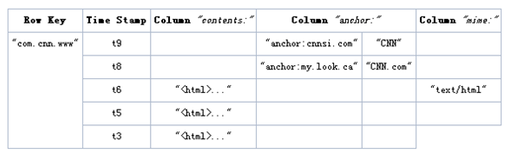 Row Key Time Stamp Column "contents:" Column "anchor:" Column "mime:"
"com.cnn.www" t9 "anchor:cnnsi.com" "CNN"
t8 "anchor:my.look.ca" "CNN.com"
t6 "<html>..." "text/html"
t5 "<html>..."
t3 "<html>..."